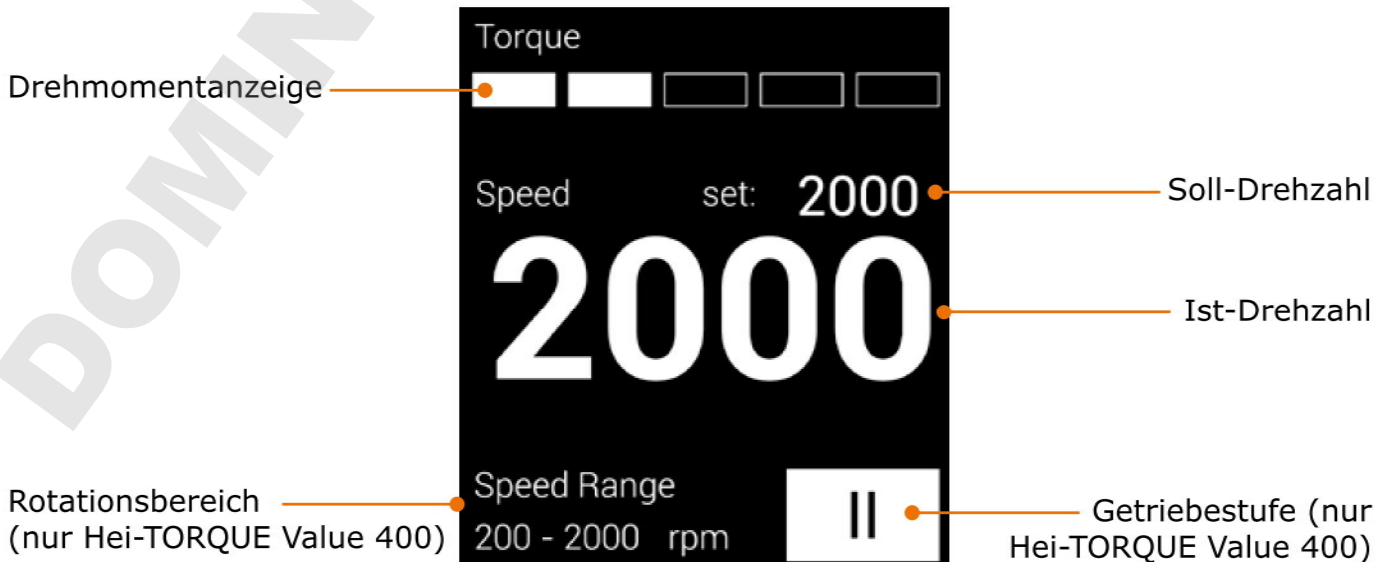 Torque
Drehmomentanzeige
Speed set: 2000
Soll-Drehzahl
2000
Ist-Drehzahl
Speed Range
200 - 2000 rpm
II
Rotationsbereich
(nur Hei-TORQUE Value 400)
Getriebestufe (nur
Hei-TORQUE Value 400)
DOMIN